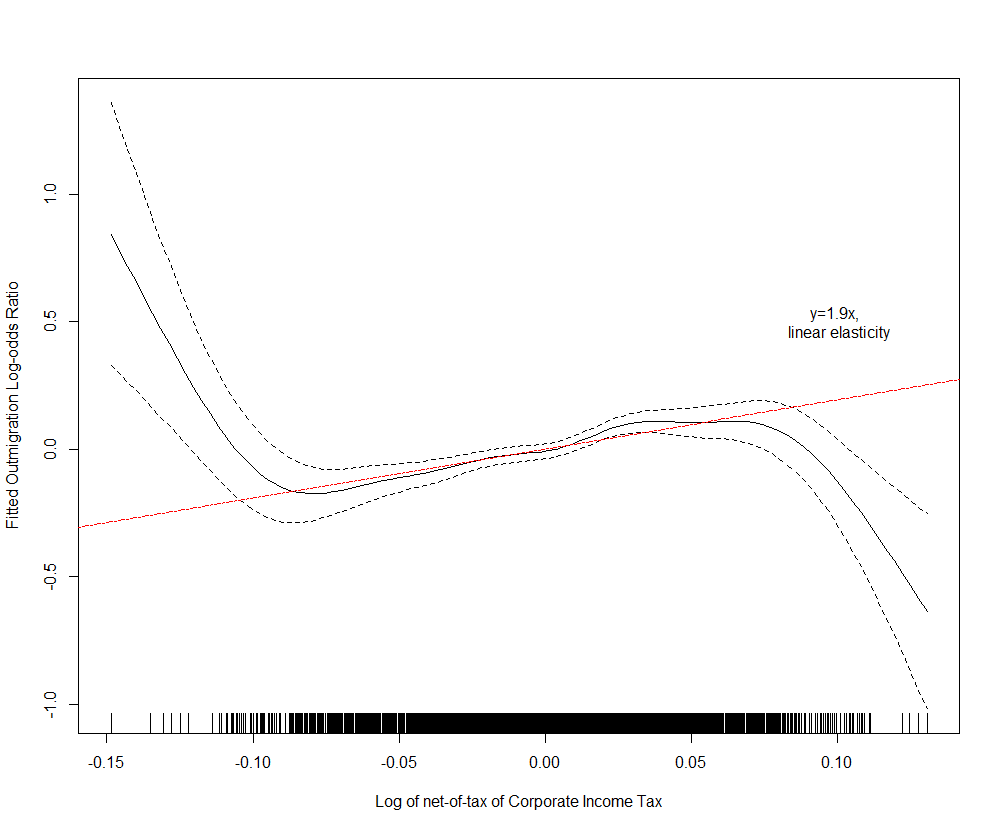 1.0
0.5
0.0
-0.5
-1.0
Fitted Outmigration Log-odds Ratio
y=1.9x,
linear elasticity
-0.15 -0.10 -0.05 0.00 0.05 0.10
Log of net-of-tax of Corporate Income Tax